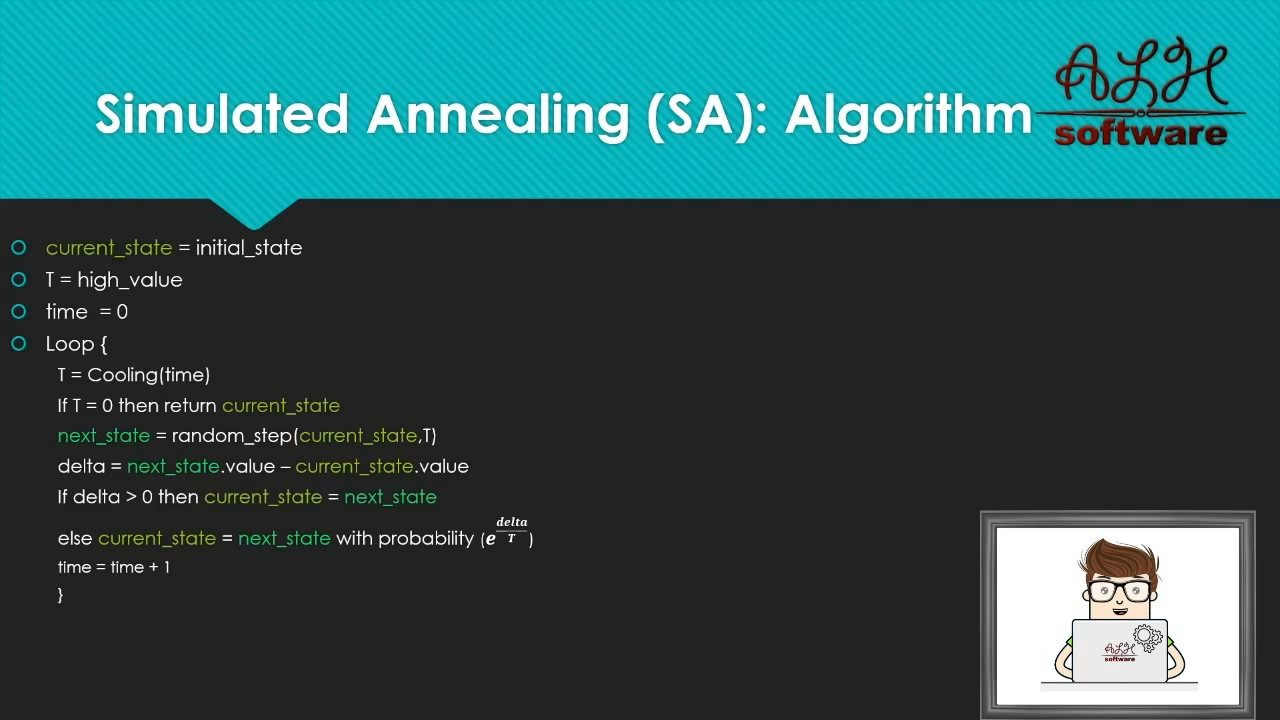 Simulated Annealing (SA): Algorithm
ALH
software
current_state = initial_state
T = high_value
time  = 0
Loop {
T = Cooling(time)
If T = 0 then return current_state
next_state = random_step(current_state,T)
delta = next_state.value – current_state.value
If delta > 0 then current_state = next_state
else current_state = next_state with probability (e^(delta/T))
time = time + 1
}
ALH
software